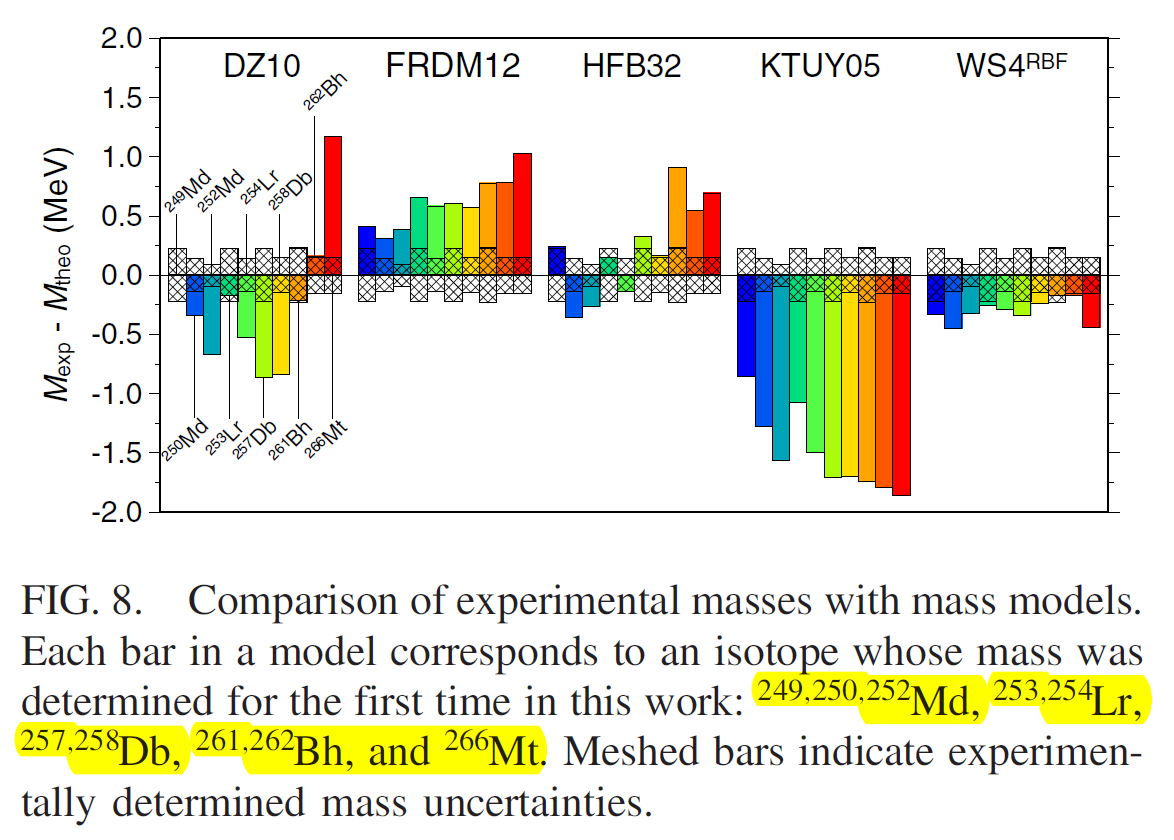 2.0
1.5
1.0
0.5
0.0
-0.5
-1.0
-1.5
-2.0
Mexp - Mtheo (MeV)
DZ10 FRDM12 HFB32 KTUY05 WS4ᴿᴮᶠ
²⁶²Bh
²⁴⁹Md ²⁵²Md ²⁵⁴Lr ²⁵⁸Db
²⁵⁰Md ²⁵³Lr ²⁵⁷Db ²⁶¹Bh ²⁶⁶Mt
FIG. 8. Comparison of experimental masses with mass models.
Each bar in a model corresponds to an isotope whose mass was
determined for the first time in this work: ²⁴⁹,²⁵⁰,²⁵²Md, ²⁵³,²⁵⁴Lr,
²⁵⁷,²⁵⁸Db, ²⁶¹,²⁶²Bh, and ²⁶⁶Mt. Meshed bars indicate experimen-
tally determined mass uncertainties.